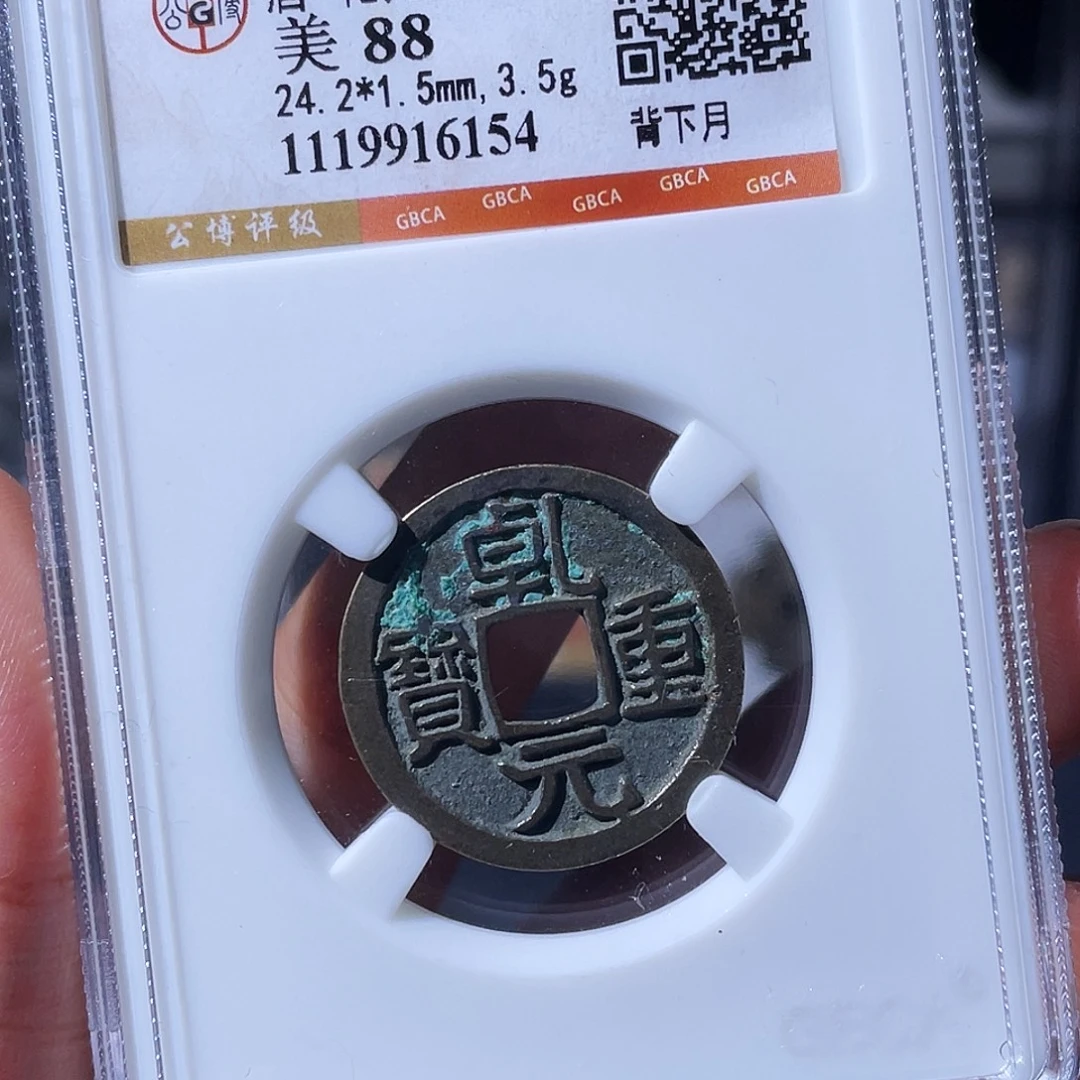 美 88
24.2*1.5mm,3.5g
1119916154
背下月
公博评级
GBCA GBCA GBCA GBCA GBCA
乾
寶 重
元